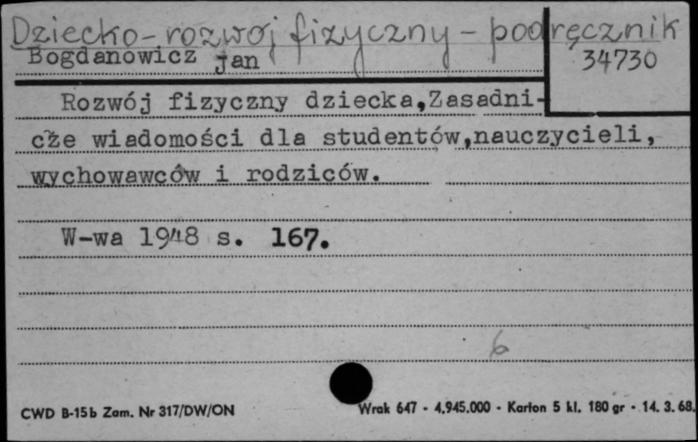 Dziecko - rozwój fizyczny - podręcznik
Bogdanowicz Jan
34730
Rozwój fizyczny dziecka,Zasadni-
cze wiadomości dla studentów,nauczycieli,
wychowawców i rodziców.
W-wa 1948 s. 167.
6
CWD B-15b Zam. Nr 317/DW/ON
Wrak 647 - 4.945.000 - Karton 5 kl. 180 gr - 14. 3. 68.